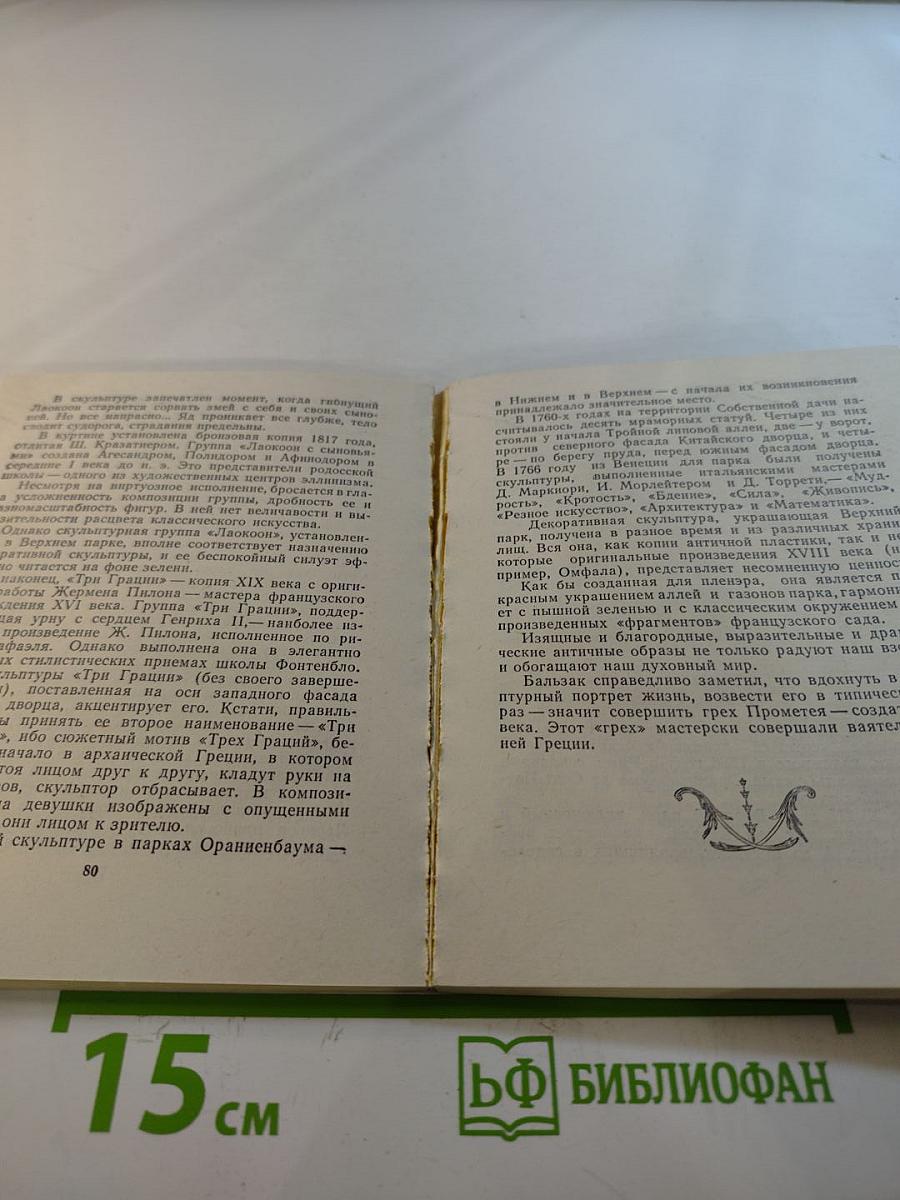 В скульптуре запечатлен момент, когда гибнущий
Лаокоон старается сорвать змей с себя и своих сыно-
вей. Но все напрасно... Яд проникает все глубже, тело
сводит судорога, страдания предельны.
В куртине установлена бронзовая копия 1817 года,
отлитая Ш. Кразатнером. Группа «Лаокоон с сыновья-
ми» создана Агесандром, Полидором и Афинодором в
середине I века до н. э. Это представители родосской
школы — одного из художественных центров эллинизма.
Несмотря на виртуозное исполнение, бросается в гла-
а усложненность композиции группы, дробность ее и
азномасштабность фигур. В ней нет величавости и вы-
зительности расцвета классического искусства.
Однако скульптурная группа «Лаокоон», установлен-
в Верхнем парке, вполне соответствует назначению
ративной скульптуры, и ее беспокойный силуэт эф-
но читается на фоне зелени.
наконец, «Три Грации» — копия XIX века с ориги-
работы Жермена Пилона — мастера французского
ждения XVI века. Группа «Три Грации», поддер-
щая урну с сердцем Генриха II,— наиболее из-
произведение Ж. Пилона, исполненное по ри-
афаэля. Однако выполнена она в элегантно
ых стилистических приемах школы Фонтенбло.
льптуры «Три Грации» (без своего заверше-
и), поставленная на оси западного фасада
дворца, акцентирует его. Кстати, правиль-
ы принять ее второе наименование — «Три
», ибо сюжетный мотив «Трех Граций», бе-
начало в архаической Греции, в котором
тоя лицом друг к другу, кладут руки на
ов, скульптор отбрасывает. В компози-
на девушки изображены с опущенными
они лицом к зрителю.
й скульптуре в парках Ораниенбаума —
80
в Нижнем и в Верхнем — с начала их возникновения
принадлежало значительное место.
В 1760-х годах на территории Собственной дачи на-
считывалось десять мраморных статуй. Четыре из них
стояли у начала Тройной липовой аллеи, две — у ворот,
против северного фасада Китайского дворца, и четы-
ре — по берегу пруда, перед южным фасадом дворца.
В 1766 году из Венеции для парка были получены
скульптуры, выполненные итальянскими мастерами
Д. Маркиори, И. Морлейтером и Д. Торрети,— «Муд-
рость», «Кротость», «Бдение», «Сила», «Живопись»,
«Резное искусство», «Архитектура» и «Математика».
Декоративная скульптура, украшающая Верхний
парк, получена в разное время и из различных храни
лищ. Вся она, как копии античной пластики, так и не
которые оригинальные произведения XVIII века (н
пример, Омфала), представляет несомненную ценнос
Как бы созданная для пленэра, она является п
красным украшением аллей и газонов парка, гармони
ет с пышной зеленью и с классическим окружением
произведенных «фрагментов» французского сада.
Изящные и благородные, выразительные и дра
ческие античные образы не только радуют наш взо
и обогащают наш духовный мир.
Бальзак справедливо заметил, что вдохнуть в
птурный портрет жизнь, возвести его в типическ
раз — значит совершить грех Прометея — создат
века. Этот «грех» мастерски совершали ваятел
ней Греции.
15 см
ЬФ БИБЛИОФАН